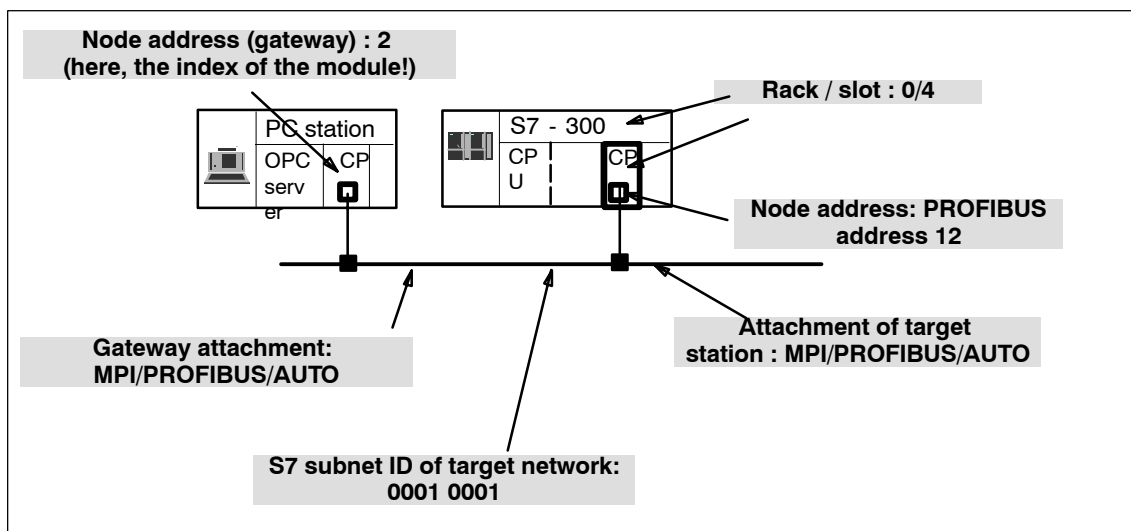 Node address (gateway) : 2
(here, the index of the module!)
Rack / slot : 0/4
PC station
OPC
serv
er
CP
S7 - 300
CP
U
CP
Node address: PROFIBUS
address 12
Gateway attachment:
MPI/PROFIBUS/AUTO
Attachment of target
station : MPI/PROFIBUS/AUTO
S7 subnet ID of target network:
0001 0001